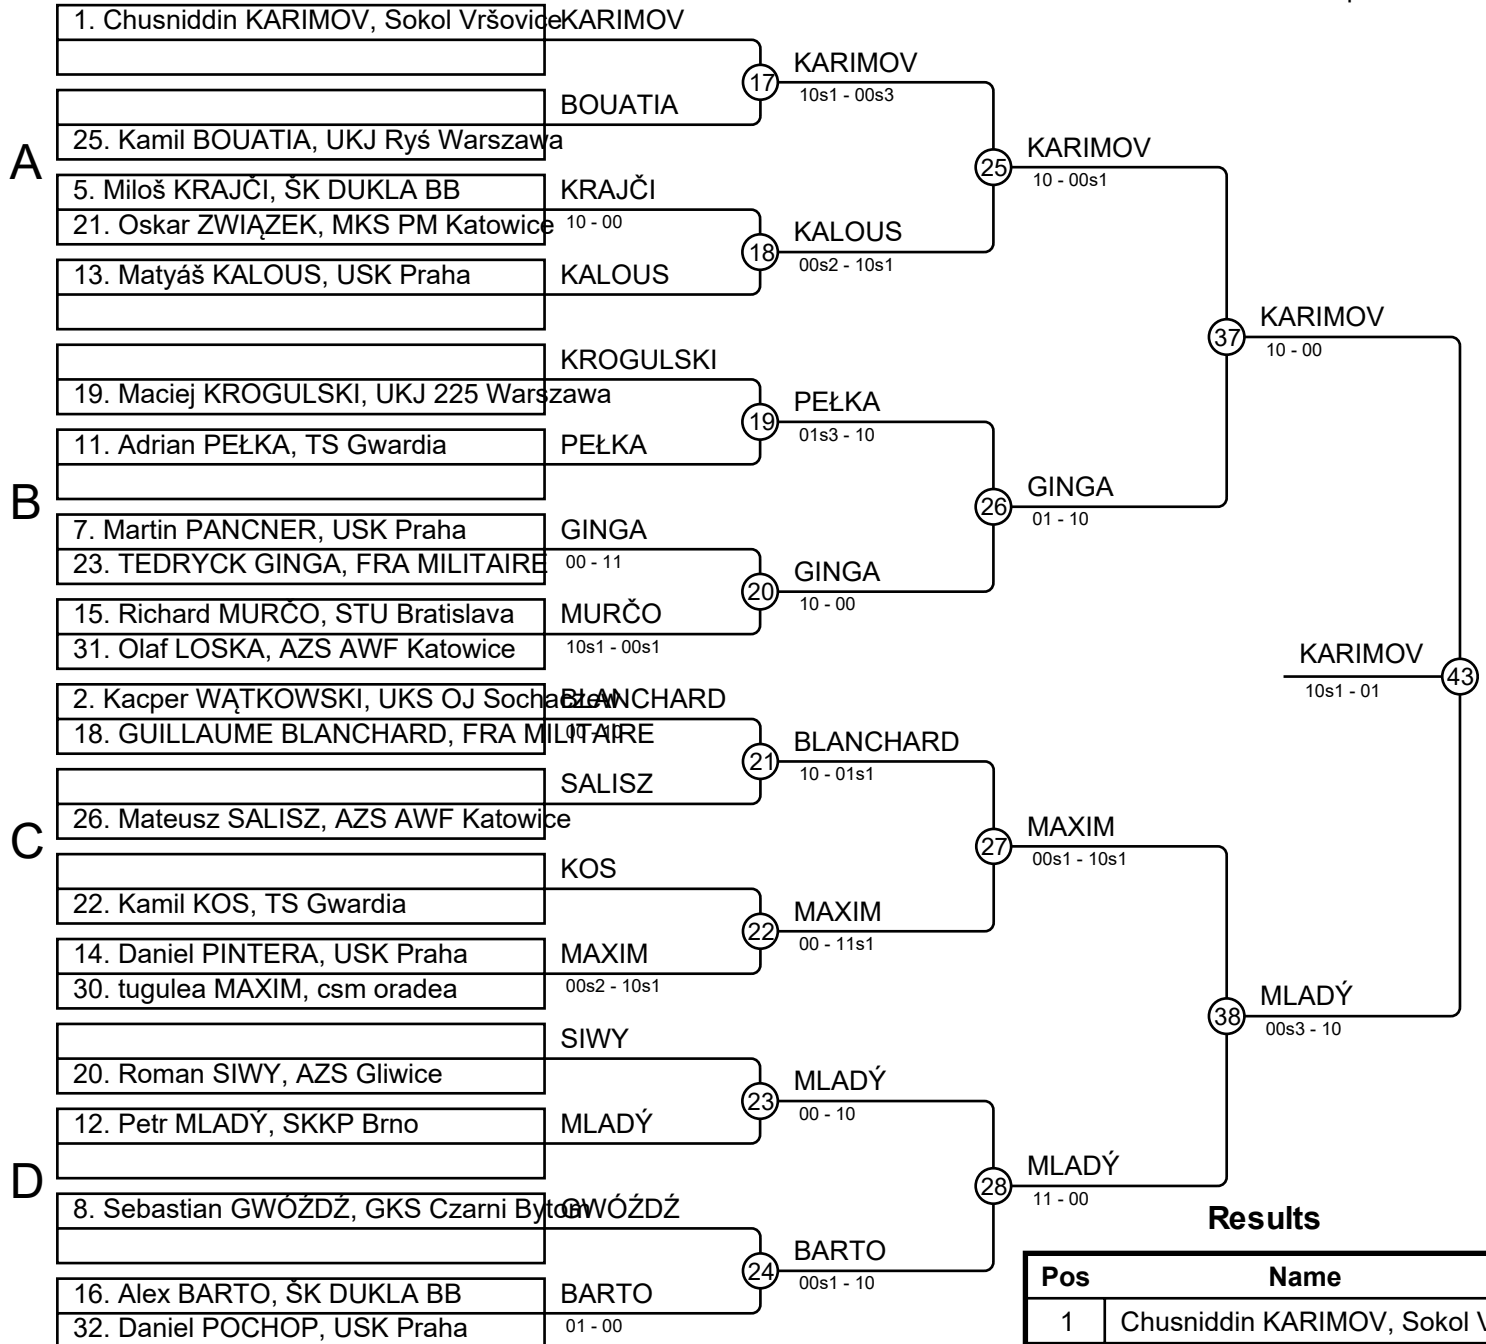 1. Chusniddin KARIMOV, Sokol Vršovice
KARIMOV
17
KARIMOV
10s1 - 00s3
BOUATIA
25. Kamil BOUATIA, UKJ Ryś Warszawa
A
25
KARIMOV
10 - 00s1
5. Miloš KRAJČI, ŠK DUKLA BB
KRAJČI
21. Oskar ZWIĄZEK, MKS PM Katowice
10 - 00
18
KALOUS
00s2 - 10s1
13. Matyáš KALOUS, USK Praha
KALOUS
37
KARIMOV
10 - 00
KROGULSKI
19. Maciej KROGULSKI, UKJ 225 Warszawa
19
PEŁKA
01s3 - 10
11. Adrian PEŁKA, TS Gwardia
PEŁKA
B
26
GINGA
01 - 10
7. Martin PANCNER, USK Praha
GINGA
23. TEDRYCK GINGA, FRA MILITAIRE
00 - 11
20
GINGA
10 - 00
15. Richard MURČO, STU Bratislava
MURČO
31. Olaf LOSKA, AZS AWF Katowice
10s1 - 00s1
KARIMOV
43
10s1 - 01
2. Kacper WĄTKOWSKI, UKS OJ Sochaczew
BLANCHARD
18. GUILLAUME BLANCHARD, FRA MILITAIRE
00 - 10
21
BLANCHARD
10 - 01s1
SALISZ
26. Mateusz SALISZ, AZS AWF Katowice
C
27
MAXIM
00s1 - 10s1
KOS
22. Kamil KOS, TS Gwardia
22
MAXIM
00 - 11s1
14. Daniel PINTERA, USK Praha
MAXIM
30. tugulea MAXIM, csm oradea
00s2 - 10s1
38
MLADÝ
00s3 - 10
SIWY
20. Roman SIWY, AZS Gliwice
23
MLADÝ
00 - 10
12. Petr MLADÝ, SKKP Brno
MLADÝ
D
28
MLADÝ
11 - 00
8. Sebastian GWÓŹDŹ, GKS Czarni Bytom
GWÓŹDŹ
24
BARTO
00s1 - 10
16. Alex BARTO, ŠK DUKLA BB
BARTO
32. Daniel POCHOP, USK Praha
01 - 00
Results
Pos Name
1 Chusniddin KARIMOV, Sokol V